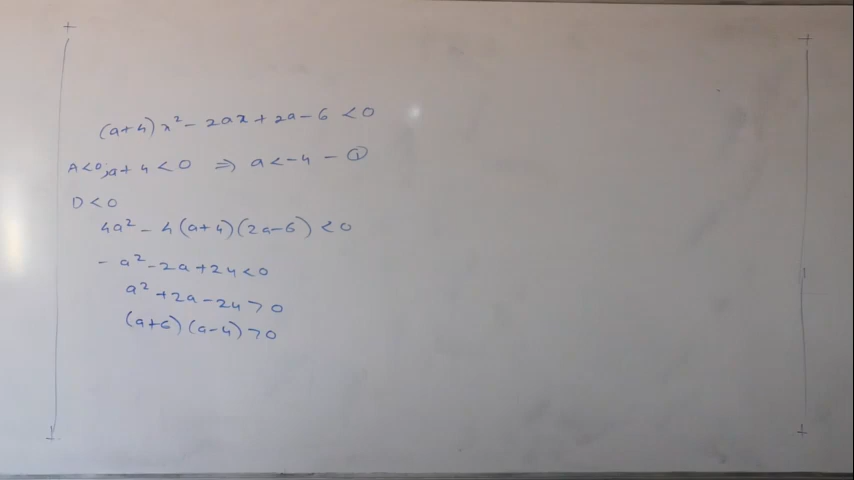 (a+4)x² - 2ax + 2a - 6 < 0
A<0, a + 4 < 0 ⇒ a < -4 - ①
D < 0
4a² - 4(a+4)(2a-6) < 0
- a² - 2a + 24 < 0
a² + 2a - 24 > 0
(a+6)(a-4) > 0